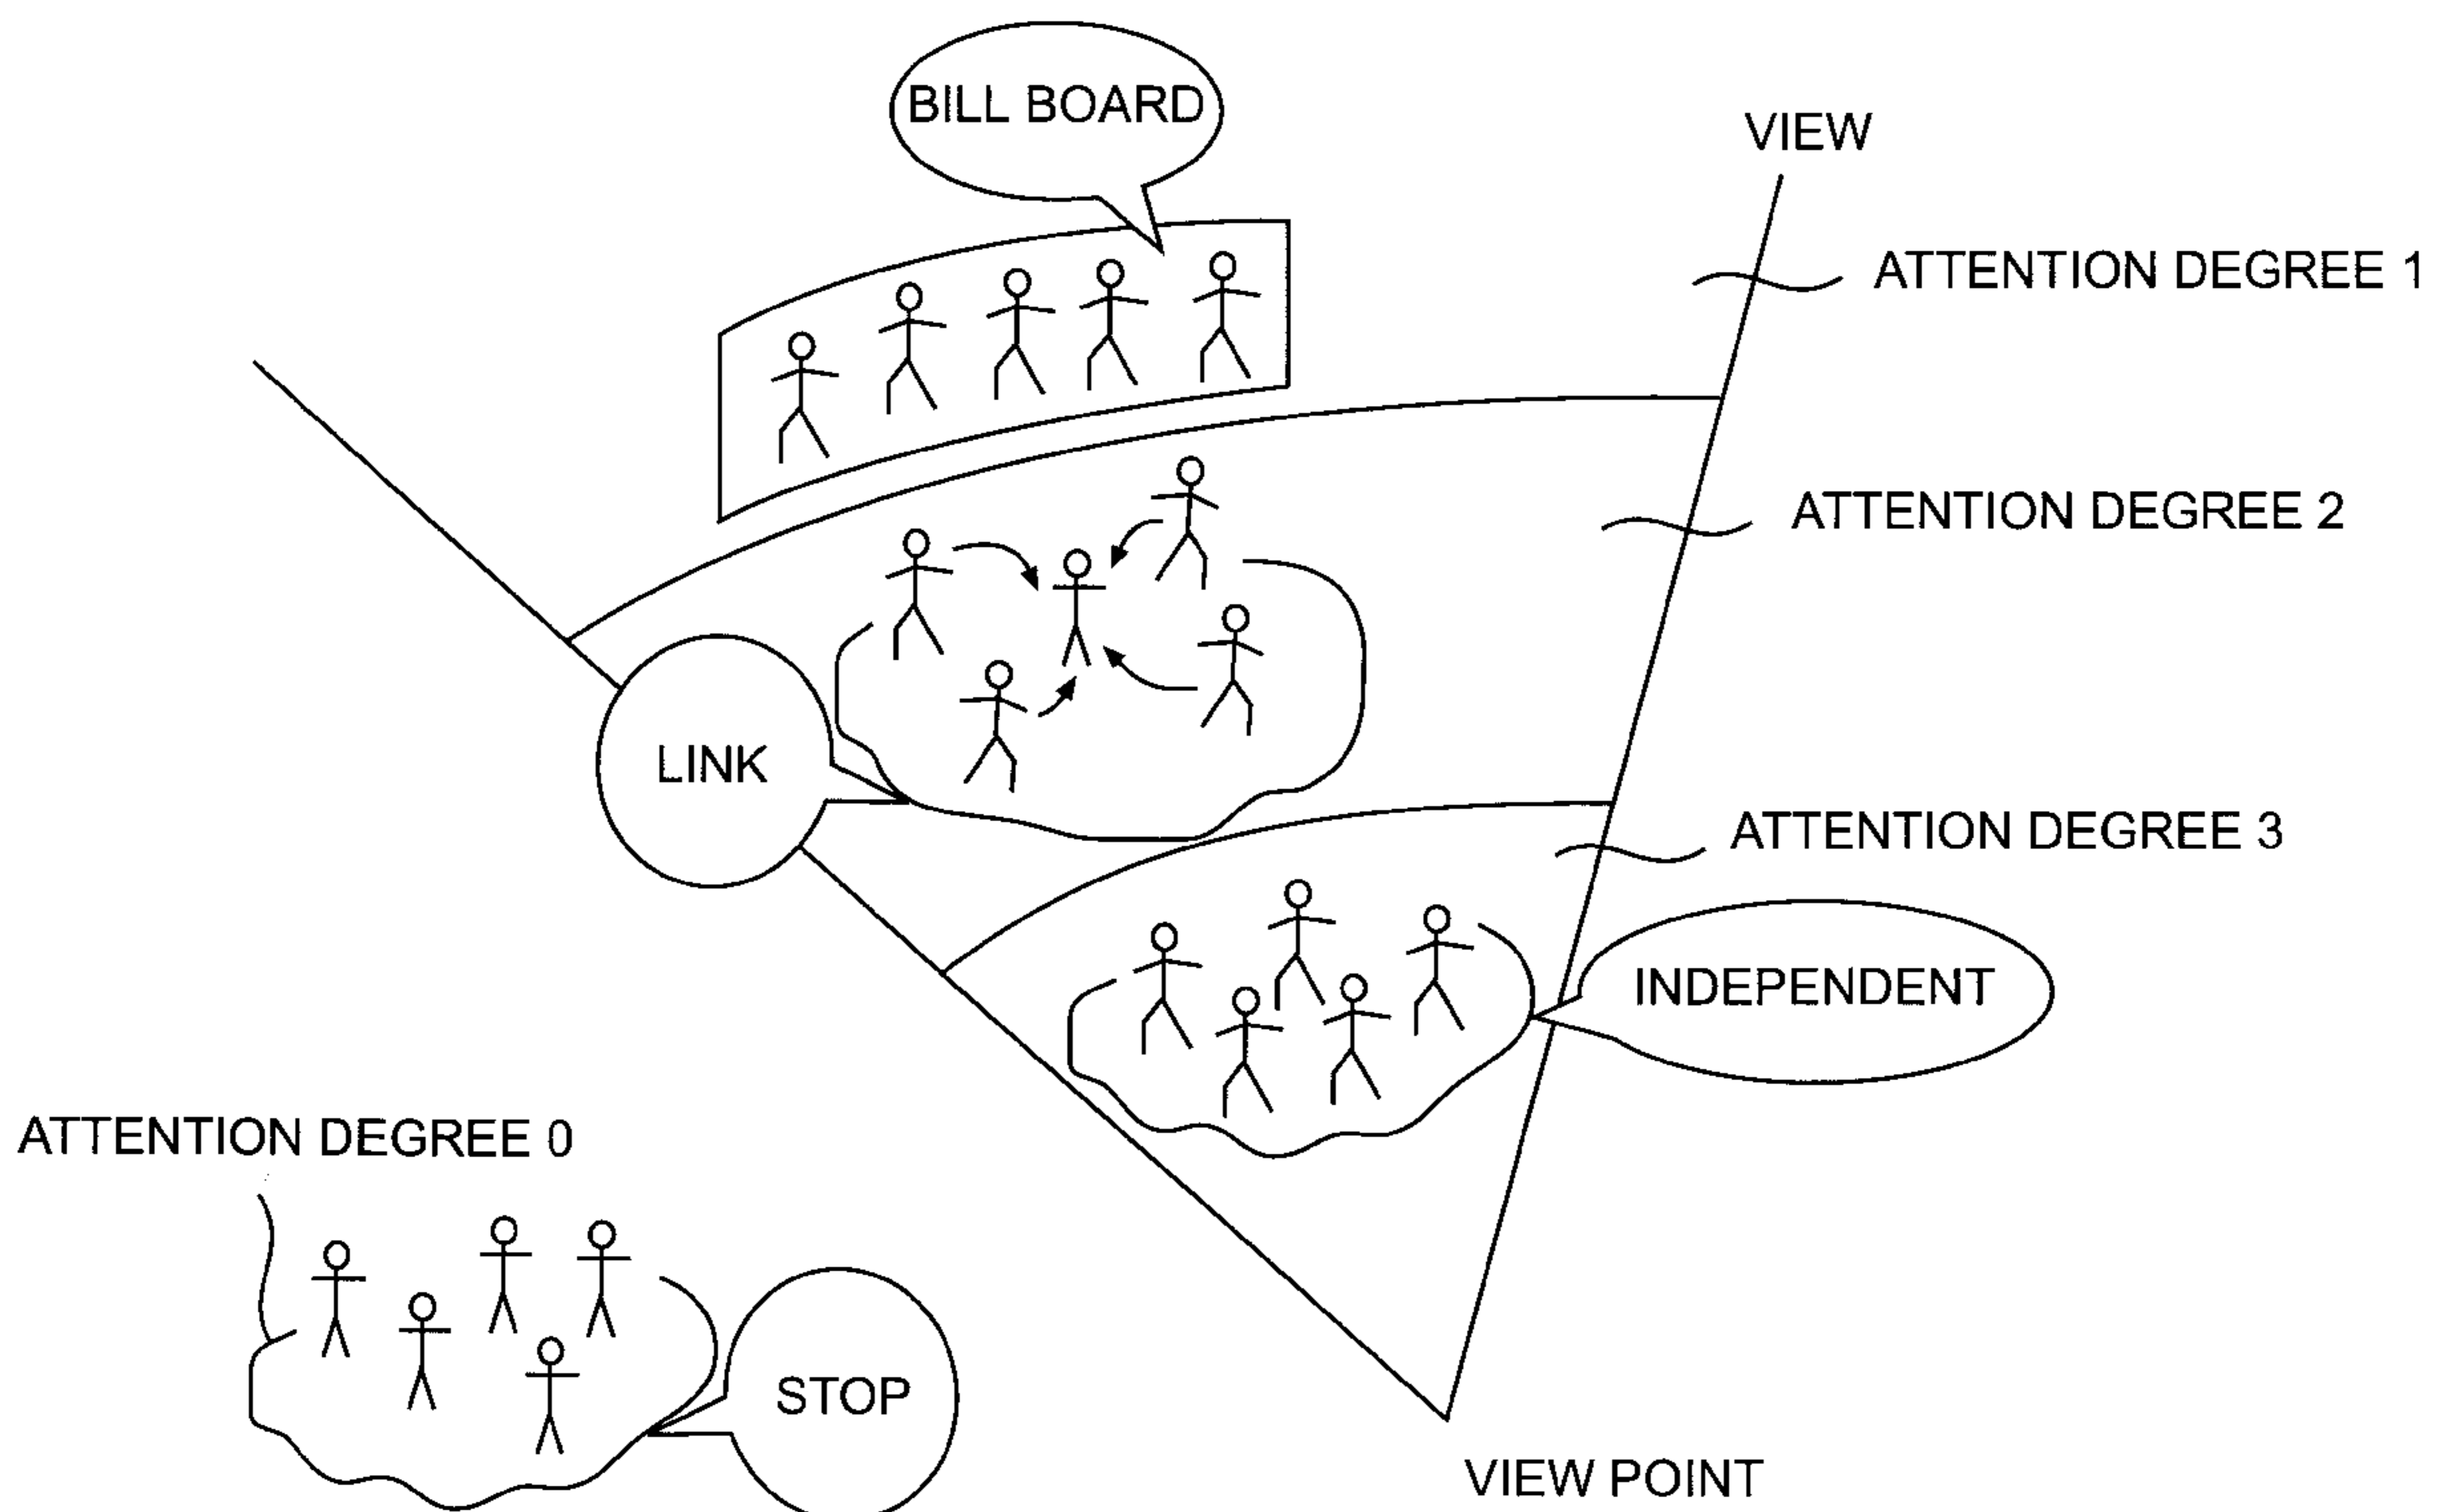 BILL BOARD
VIEW
ATTENTION DEGREE 1
ATTENTION DEGREE 2
LINK
ATTENTION DEGREE 3
INDEPENDENT
ATTENTION DEGREE 0
STOP
VIEW POINT